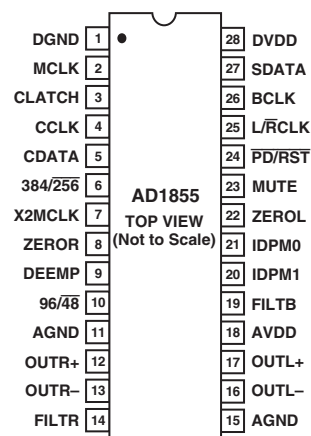 DGND 1
MCLK 2
CLATCH 3
CCLK 4
CDATA 5
384/2̅5̅6̅ 6
X2MCLK 7
ZEROR 8
DEEMP 9
96/4̅8̅ 10
AGND 11
OUTR+ 12
OUTR– 13
FILTR 14
AD1855
TOP VIEW
(Not to Scale)
28 DVDD
27 SDATA
26 BCLK
25 L/R̅CLK
24 P̅D̅/̅R̅S̅T̅
23 MUTE
22 ZEROL
21 IDPM0
20 IDPM1
19 FILTB
18 AVDD
17 OUTL+
16 OUTL–
15 AGND